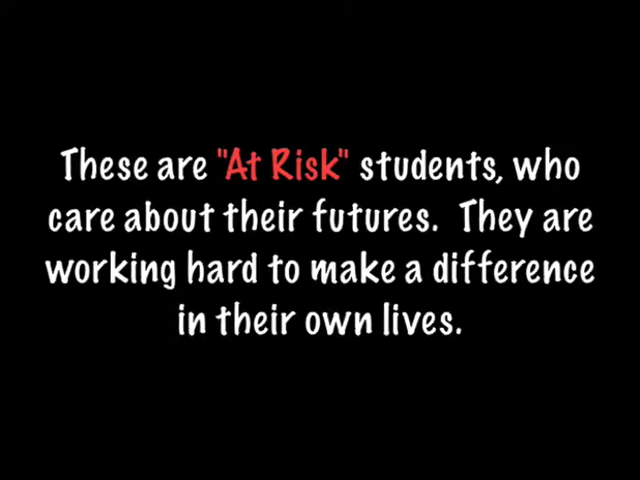 These are "At Risk" students, who
care about their futures.  They are
working hard to make a difference
in their own lives.